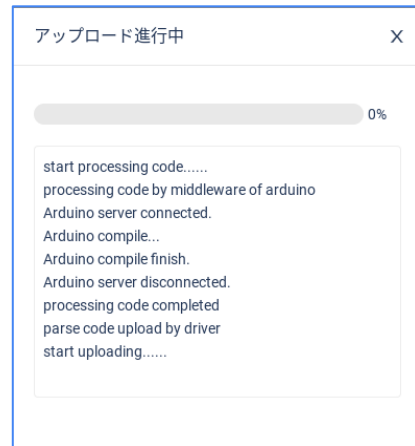 アップロード進行中 X
0%
start processing code......
processing code by middleware of arduino
Arduino server connected.
Arduino compile...
Arduino compile finish.
Arduino server disconnected.
processing code completed
parse code upload by driver
start uploading......